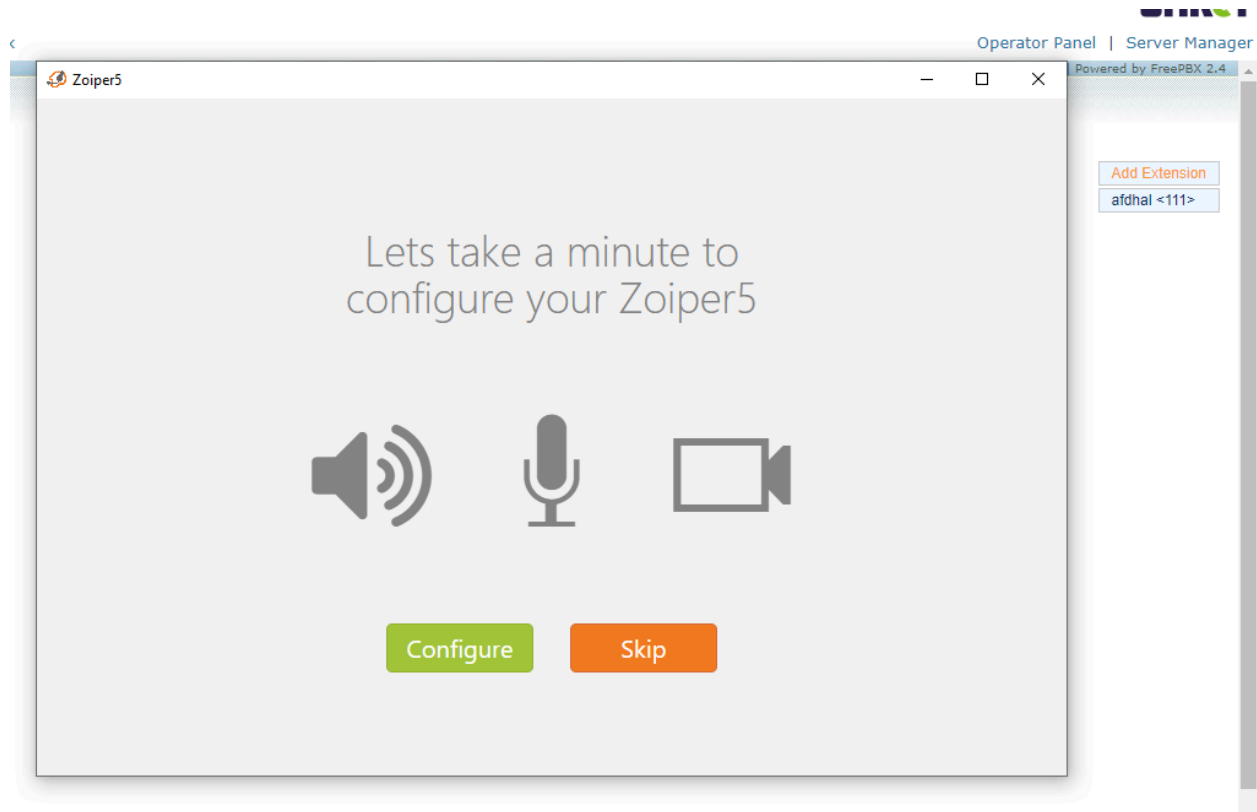 Operator Panel | Server Manager
Zoiper5
Powered by FreePBX 2.4
Add Extension
afdhal <111>
Lets take a minute to
configure your Zoiper5
Configure
Skip